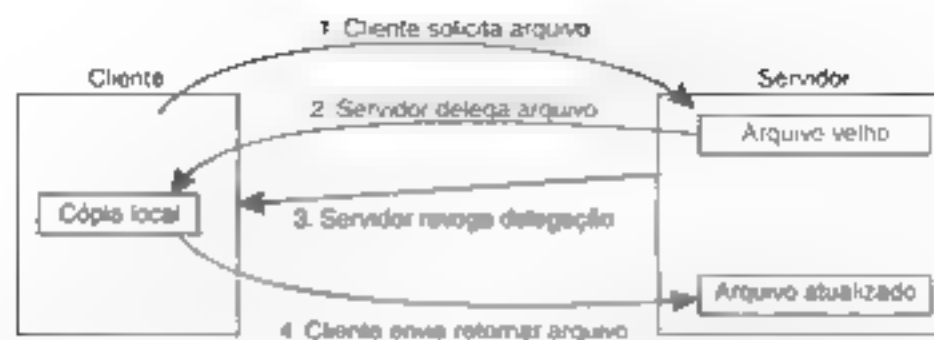 1 Cliente solicita arquivo
Cliente
Servidor
2 Servidor delega arquivo
Arquivo velho
Cópia local
3. Servidor revoga delegação
Arquivo atualizado
4 Cliente envia retornar arquivo